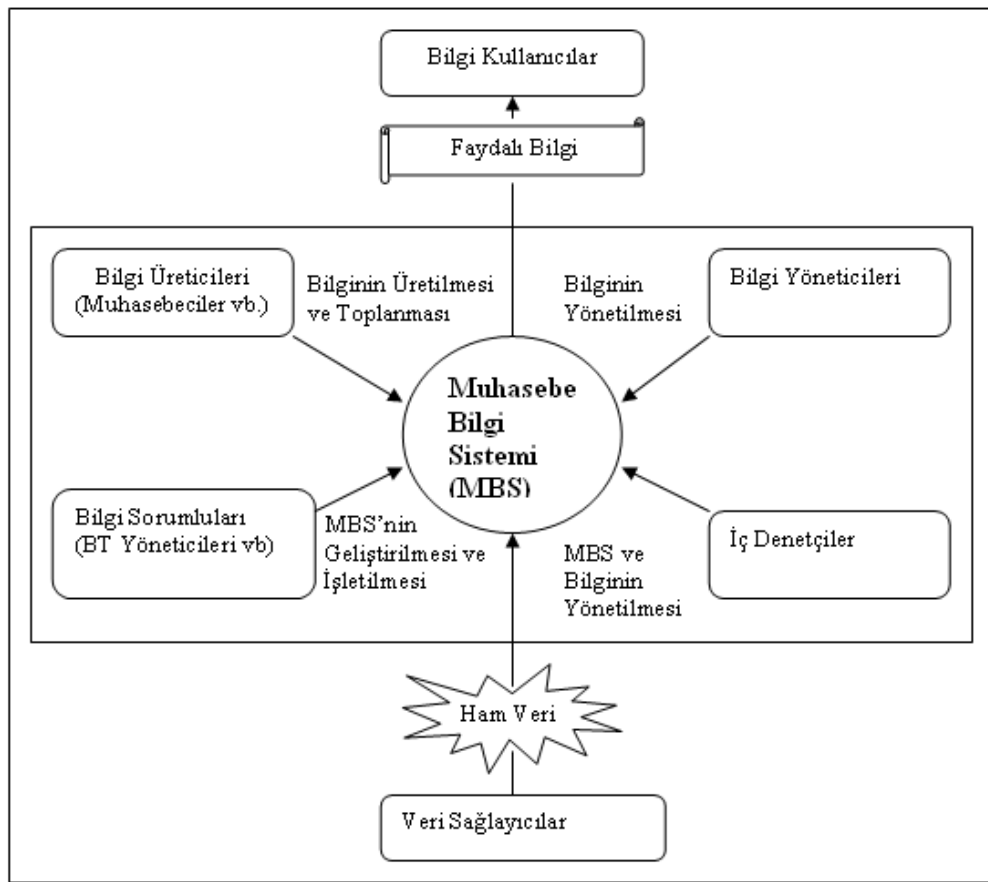 Bilgi Kullanıcılar
Faydalı Bilgi
Bilgi Üreticileri
(Muhasebeciler vb.)
Bilginin Üretilmesi
ve Toplanması
Bilginin
Yönetilmesi
Bilgi Yöneticileri
Muhasebe
Bilgi
Sistemi
(MBS)
Bilgi Sorumluları
(BT Yöneticileri vb)
MBS’nin
Geliştirilmesi ve
İşletilmesi
MBS ve
Bilginin
Yönetilmesi
İç Denetçiler
Ham Veri
Veri Sağlayıcılar